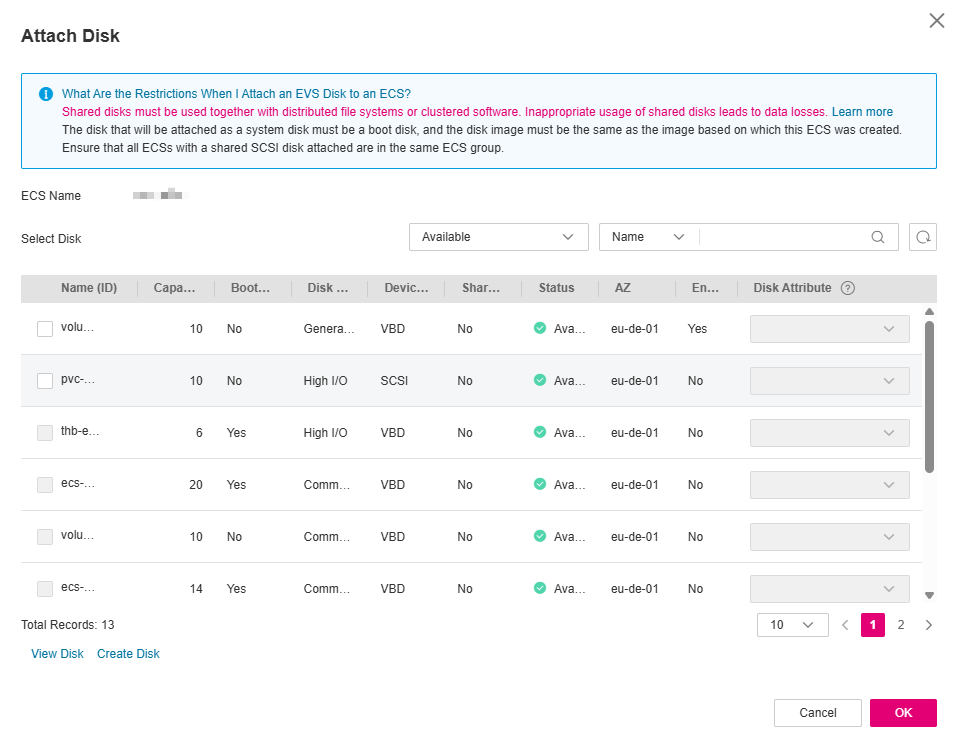 Attach Disk
What Are the Restrictions When I Attach an EVS Disk to an ECS?
Shared disks must be used together with distributed file systems or clustered software. Inappropriate usage of shared disks leads to data losses. Learn more
The disk that will be attached as a system disk must be a boot disk, and the disk image must be the same as the image based on which this ECS was created.
Ensure that all ECSs with a shared SCSI disk attached are in the same ECS group.
ECS Name
Select Disk Available Name
Name (ID) Capa... Boot... Disk ... Devic... Shar... Status AZ En... Disk Attribute ?
volu... 10 No Genera... VBD No Ava... eu-de-01 Yes
pvc-... 10 No High I/O SCSI No Ava... eu-de-01 No
thb-e... 6 Yes High I/O VBD No Ava... eu-de-01 No
ecs-... 20 Yes Comm... VBD No Ava... eu-de-01 No
volu... 10 No Comm... VBD No Ava... eu-de-01 No
ecs-... 14 Yes Comm... VBD No Ava... eu-de-01 No
Total Records: 13 10 1 2
View Disk Create Disk
Cancel OK